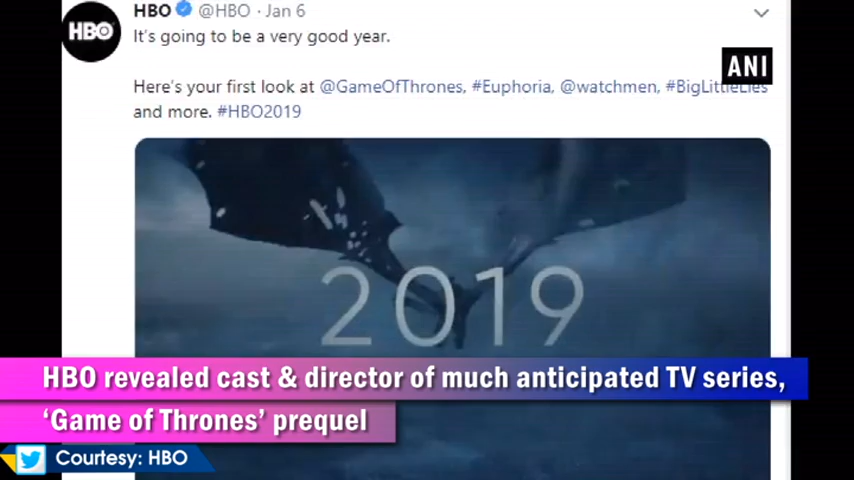 HBO
HBO @HBO · Jan 6
It's going to be a very good year.
ANI
Here's your first look at @GameOfThrones, #Euphoria, @watchmen, #BigLittleLies
and more. #HBO2019
2019
HBO revealed cast & director of much anticipated TV series,
‘Game of Thrones’ prequel
Courtesy: HBO